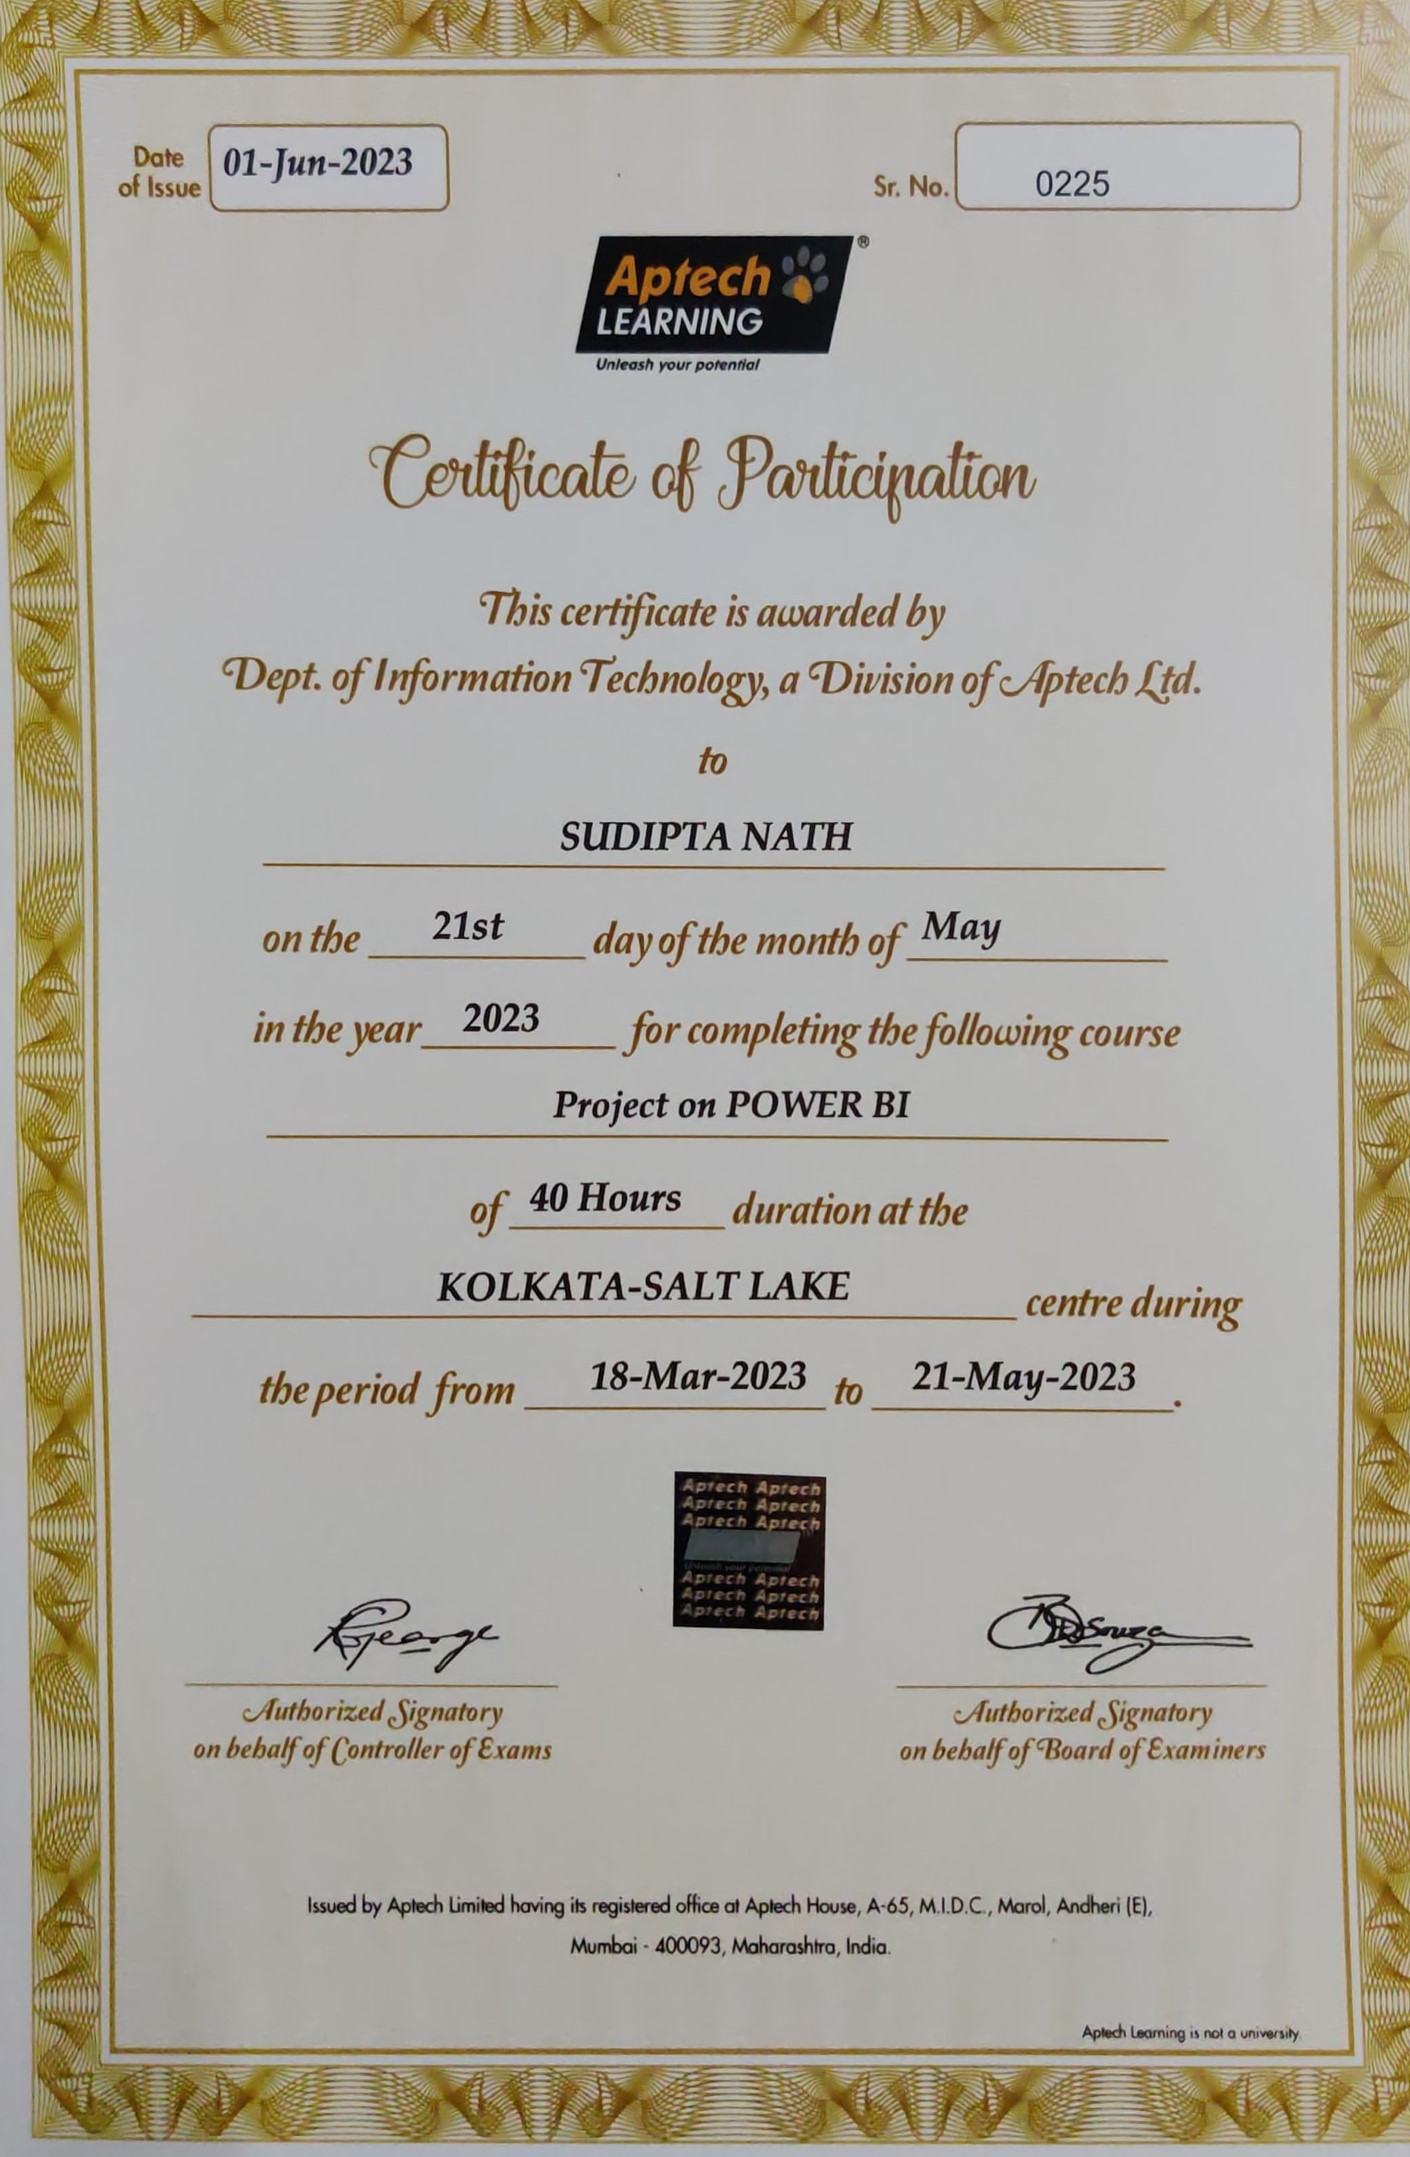 Date
of Issue
01-Jun-2023
Sr. No.
0225
Aptech ®
LEARNING
Unleash your potential
Certificate of Participation
This certificate is awarded by
Dept. of Information Technology, a Division of Aptech Ltd.
to
SUDIPTA NATH
on the 21st day of the month of May
in the year 2023 for completing the following course
Project on POWER BI
of 40 Hours duration at the
KOLKATA-SALT LAKE centre during
the period from 18-Mar-2023 to 21-May-2023.
Aptech Aptech
Aptech Aptech
Aptech Aptech
Unleash your potential
Aptech Aptech
Aptech Aptech
Aptech Aptech
George
DSouza
Authorized Signatory
on behalf of Controller of Exams
Authorized Signatory
on behalf of Board of Examiners
Issued by Aptech Limited having its registered office at Aptech House, A-65, M.I.D.C., Marol, Andheri (E),
Mumbai - 400093, Maharashtra, India.
Aptech Learning is not a university.